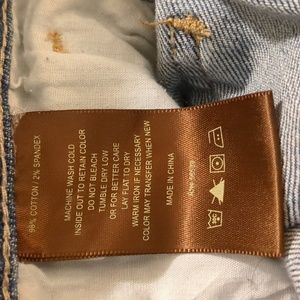 98% COTTON / 2% SPANDEX
MACHINE WASH COLD
INSIDE OUT TO RETAIN COLOR
DO NOT BLEACH
TUMBLE DRY LOW
OR FOR BETTER CARE
LAY FLAT TO DRY
WARM IRON IF NECESSARY
COLOR MAY TRANSFER WHEN NEW
MADE IN CHINA